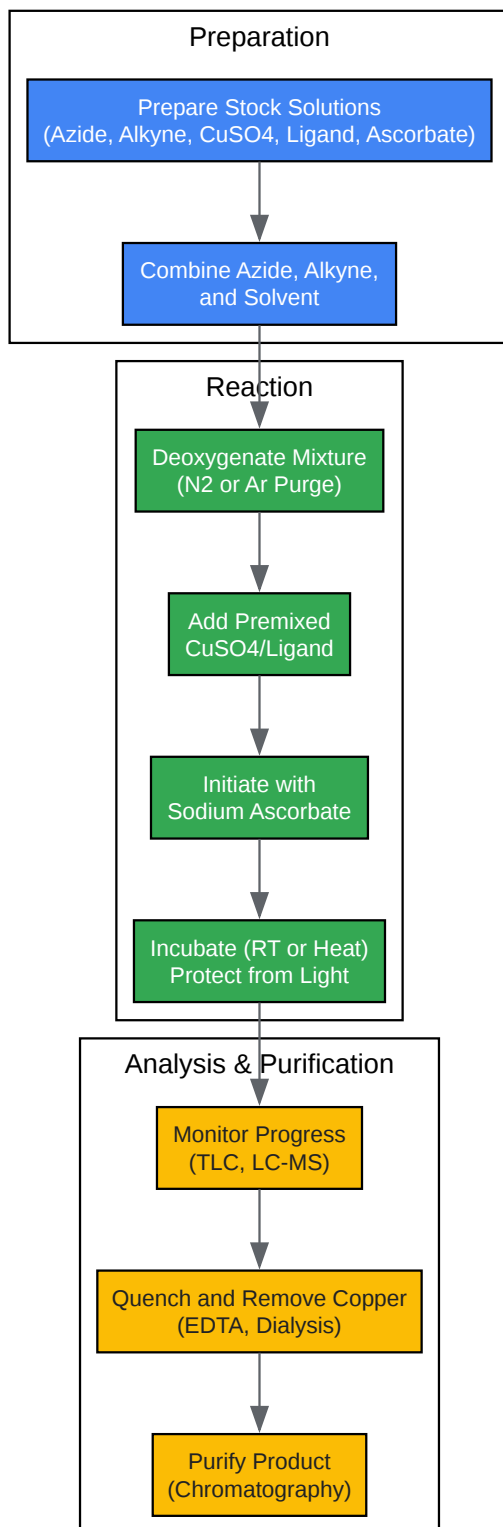 Preparation
Prepare Stock Solutions
(Azide, Alkyne, CuSO4, Ligand, Ascorbate)
Combine Azide, Alkyne,
and Solvent
Reaction
Deoxygenate Mixture
(N2 or Ar Purge)
Add Premixed
CuSO4/Ligand
Initiate with
Sodium Ascorbate
Incubate (RT or Heat)
Protect from Light
Analysis & Purification
Monitor Progress
(TLC, LC-MS)
Quench and Remove Copper
(EDTA, Dialysis)
Purify Product
(Chromatography)